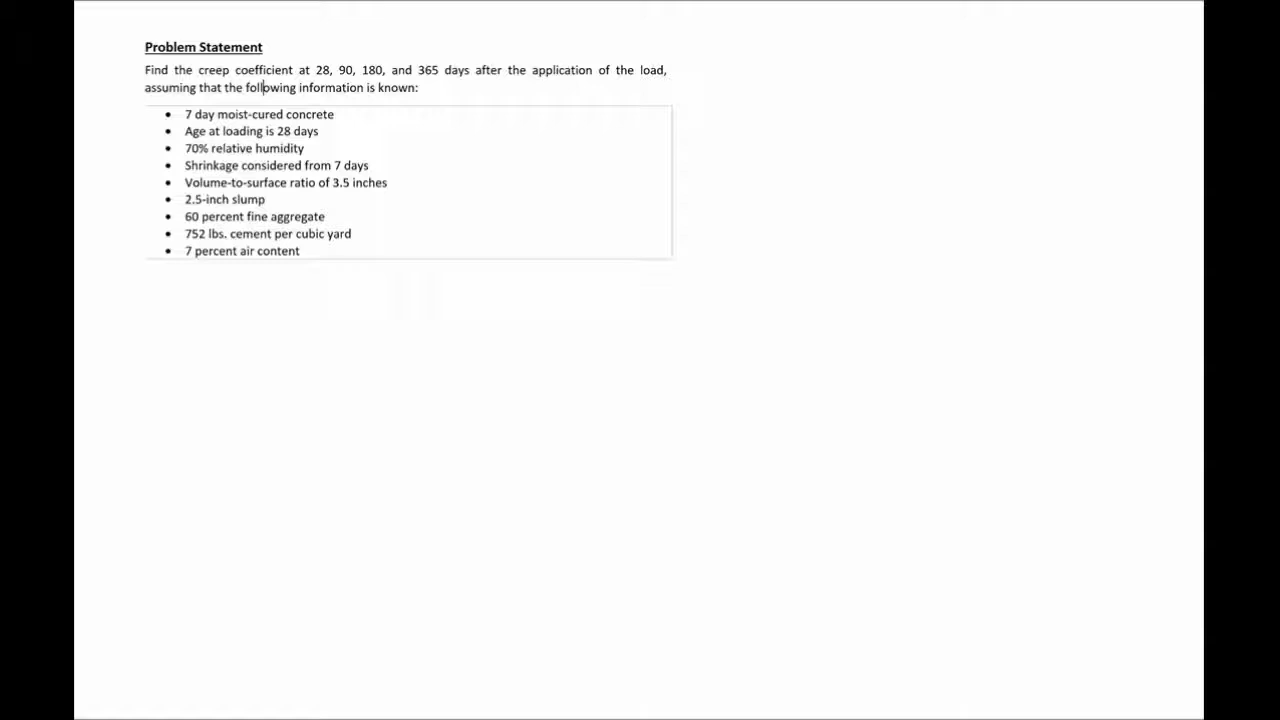 Problem Statement
Find the creep coefficient at 28, 90, 180, and 365 days after the application of the load,
assuming that the following information is known:
• 7 day moist-cured concrete
• Age at loading is 28 days
• 70% relative humidity
• Shrinkage considered from 7 days
• Volume-to-surface ratio of 3.5 inches
• 2.5-inch slump
• 60 percent fine aggregate
• 752 lbs. cement per cubic yard
• 7 percent air content